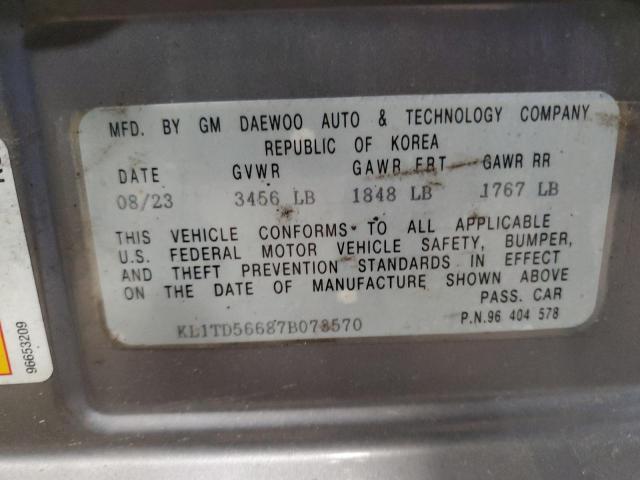 MFD. BY GM DAEWOO AUTO & TECHNOLOGY COMPANY
REPUBLIC OF KOREA
DATE GVWR GAWR FRT GAWR RR
08/23 3456 LB 1848 LB 1767 LB
THIS VEHICLE CONFORMS TO ALL APPLICABLE
U.S. FEDERAL MOTOR VEHICLE SAFETY, BUMPER,
AND THEFT PREVENTION STANDARDS IN EFFECT
ON THE DATE OF MANUFACTURE SHOWN ABOVE
PASS. CAR
KL1TD56687B078570
P.N.96 404 578
96653209